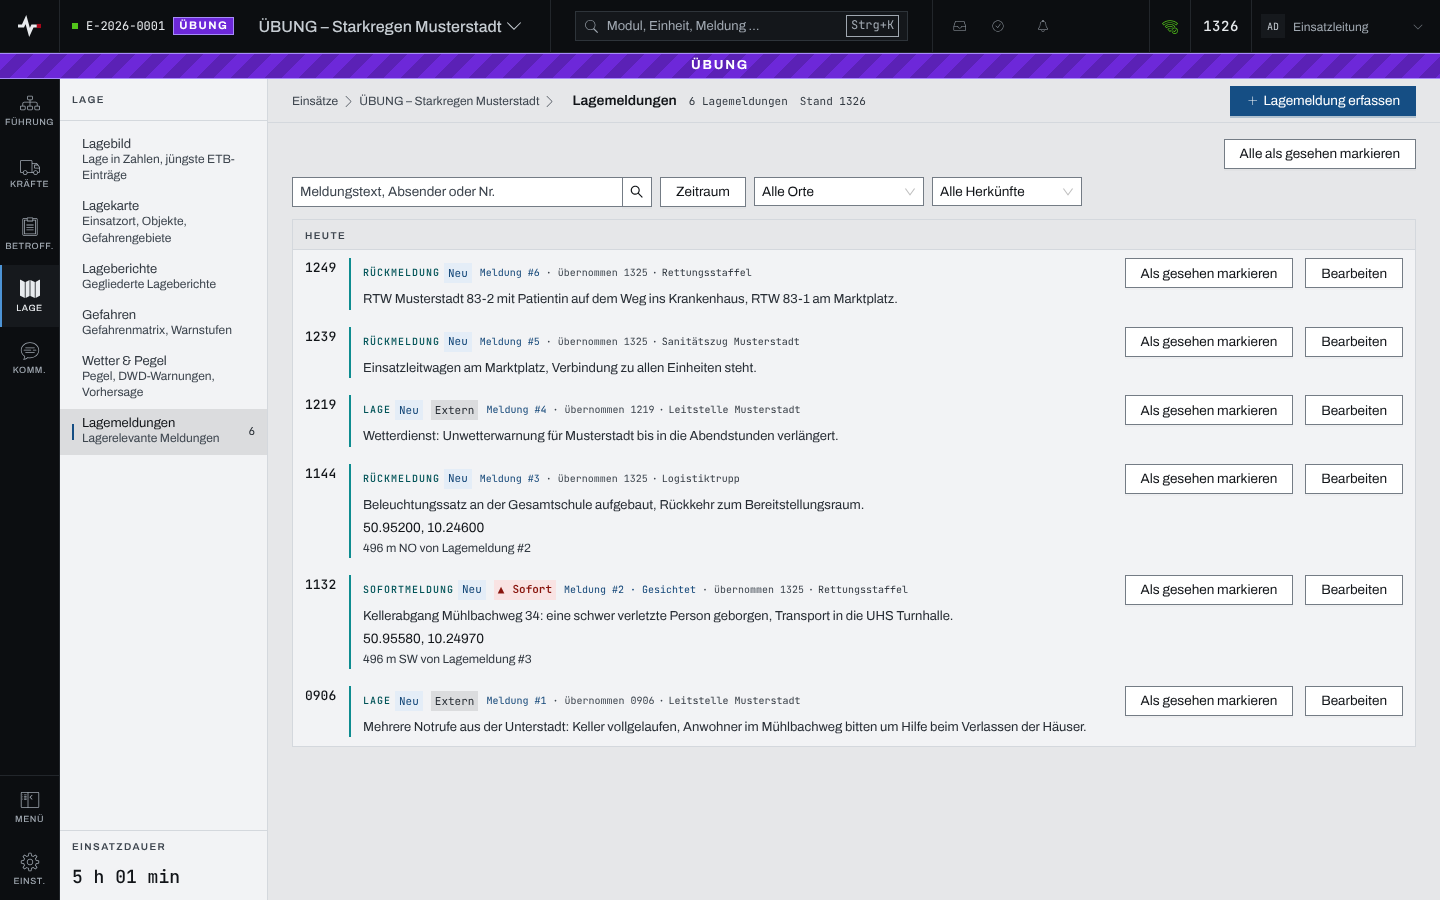 E-2026-0001 ÜBUNG ÜBUNG – Starkregen Musterstadt Modul, Einheit, Meldung ... Strg+K 1326 AD Einsatzleitung
ÜBUNG
FÜHRUNG
KRÄFTE
BETROFF.
LAGE
KOMM.
MENÜ
EINST.
LAGE
Lagebild
Lage in Zahlen, jüngste ETB-
Einträge
Lagekarte
Einsatzort, Objekte,
Gefahrengebiete
Lageberichte
Gegliederte Lageberichte
Gefahren
Gefahrenmatrix, Warnstufen
Wetter & Pegel
Pegel, DWD-Warnungen,
Vorhersage
Lagemeldungen
Lagerelevante Meldungen 6
EINSATZDAUER
5 h 01 min
Einsätze ÜBUNG – Starkregen Musterstadt Lagemeldungen 6 Lagemeldungen Stand 1326 + Lagemeldung erfassen
Alle als gesehen markieren
Meldungstext, Absender oder Nr. Zeitraum Alle Orte Alle Herkünfte
HEUTE
1249 RÜCKMELDUNG Neu Meldung #6 · übernommen 1325 · Rettungsstaffel Als gesehen markieren Bearbeiten
RTW Musterstadt 83-2 mit Patientin auf dem Weg ins Krankenhaus, RTW 83-1 am Marktplatz.
1239 RÜCKMELDUNG Neu Meldung #5 · übernommen 1325 · Sanitätszug Musterstadt Als gesehen markieren Bearbeiten
Einsatzleitwagen am Marktplatz, Verbindung zu allen Einheiten steht.
1219 LAGE Neu Extern Meldung #4 · übernommen 1219 · Leitstelle Musterstadt Als gesehen markieren Bearbeiten
Wetterdienst: Unwetterwarnung für Musterstadt bis in die Abendstunden verlängert.
1144 RÜCKMELDUNG Neu Meldung #3 · übernommen 1325 · Logistiktrupp Als gesehen markieren Bearbeiten
Beleuchtungssatz an der Gesamtschule aufgebaut, Rückkehr zum Bereitstellungsraum.
50.95200, 10.24600
496 m NO von Lagemeldung #2
1132 SOFORTMELDUNG Neu ▲ Sofort Meldung #2 · Gesichtet · übernommen 1325 · Rettungsstaffel Als gesehen markieren Bearbeiten
Kellerabgang Mühlbachweg 34: eine schwer verletzte Person geborgen, Transport in die UHS Turnhalle.
50.95580, 10.24970
496 m SW von Lagemeldung #3
0906 LAGE Neu Extern Meldung #1 · übernommen 0906 · Leitstelle Musterstadt Als gesehen markieren Bearbeiten
Mehrere Notrufe aus der Unterstadt: Keller vollgelaufen, Anwohner im Mühlbachweg bitten um Hilfe beim Verlassen der Häuser.